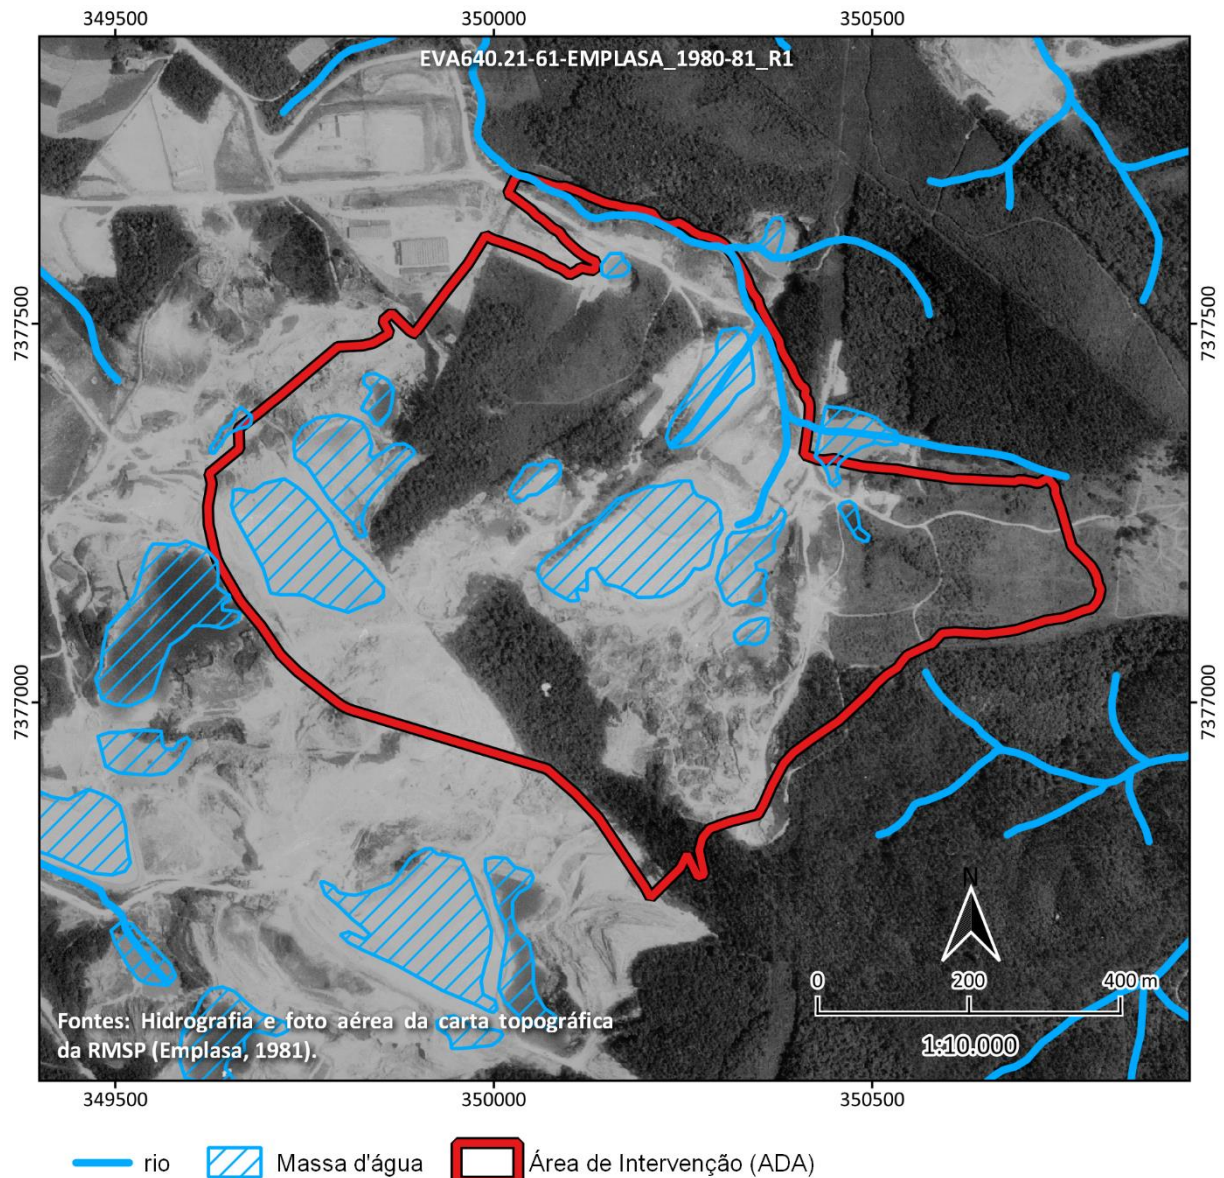 349500 350000 350500
EVA640.21-61-EMPLASA_1980-81_R1
7377500 7377500
7377000 7377000
N
0 200 400 m
1:10.000
Fontes: Hidrografia e foto aérea da carta topográfica
da RMSP (Emplasa, 1981).
349500 350000 350500
rio Massa d'água Área de Intervenção (ADA)